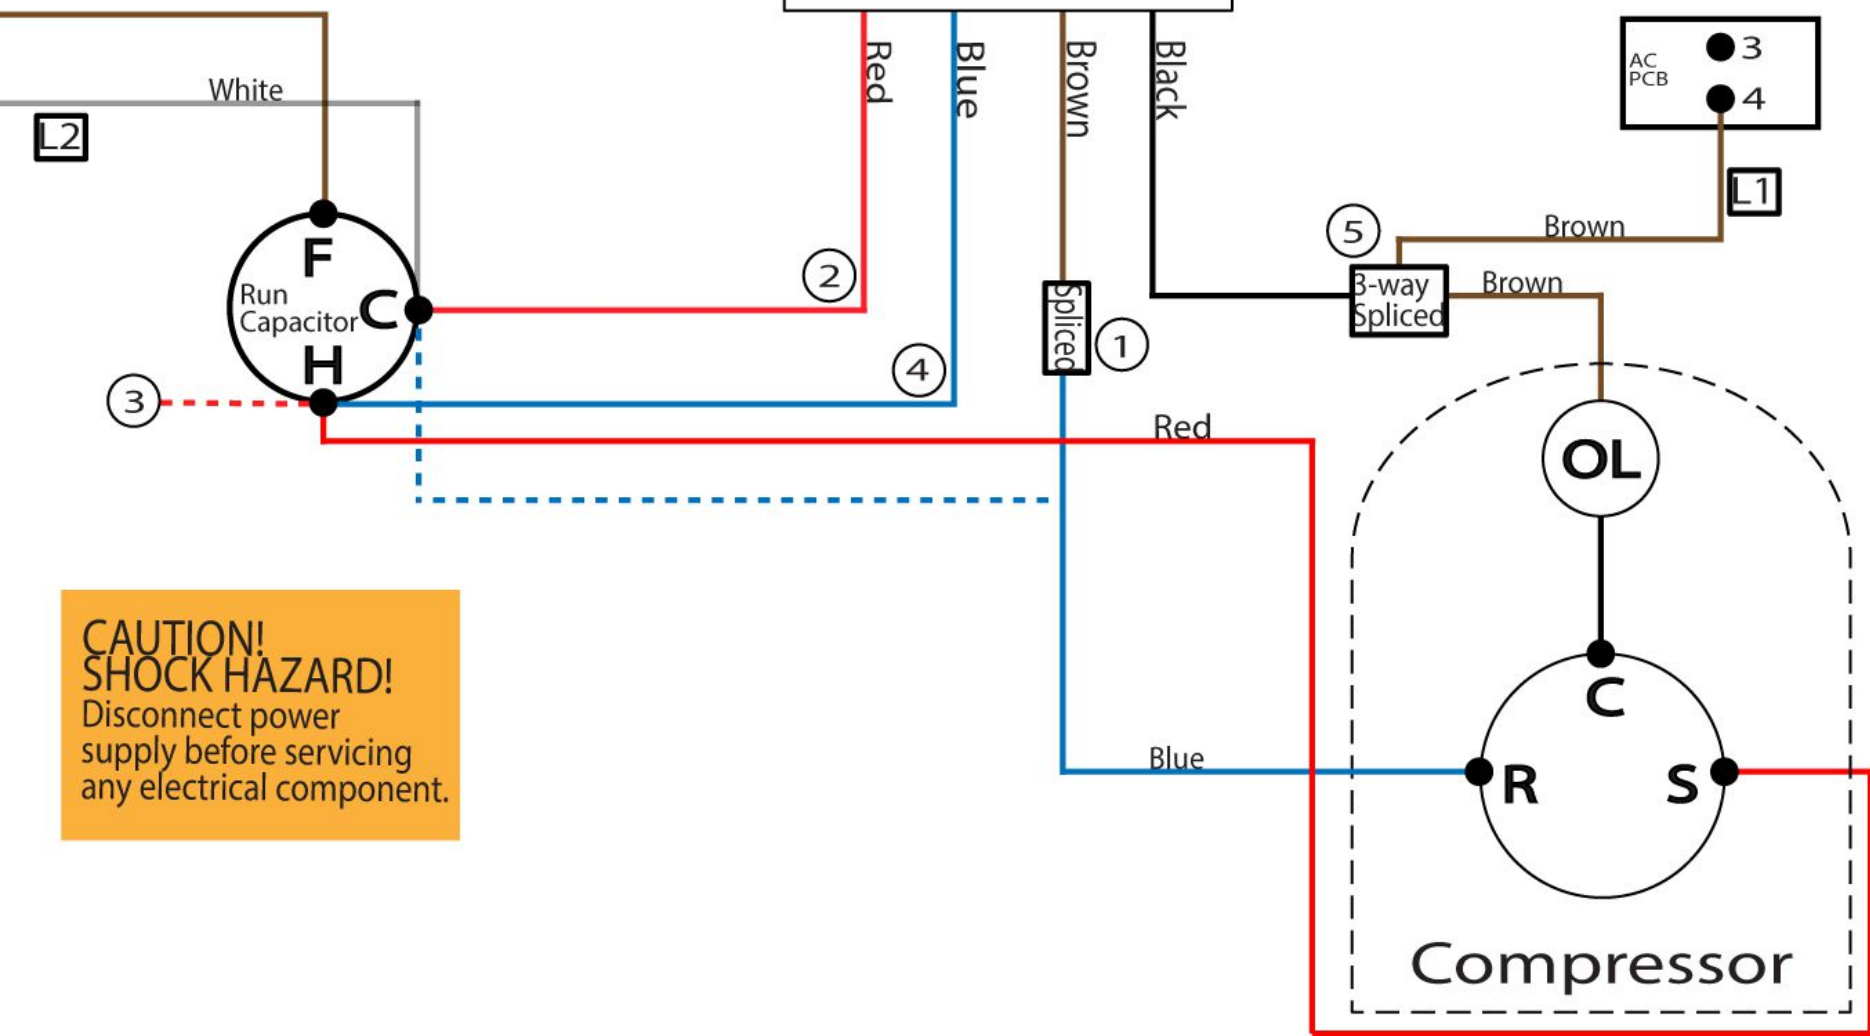 Red
Blue
Brown
Black
AC
PCB
3
4
White
L2
L1
5
Brown
3-way
Spliced
Brown
F
Run
Capacitor
C
H
2
Spliced
1
3
4
Red
OL
CAUTION!
SHOCK HAZARD!
Disconnect power
supply before servicing
any electrical component.
C
Blue
R
S
Compressor